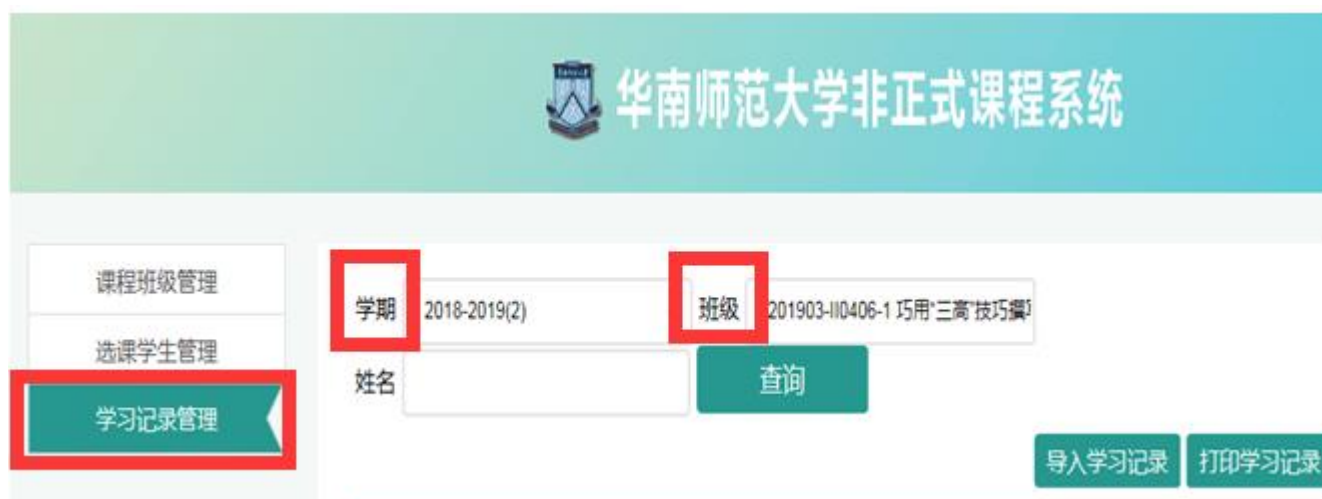 华南师范大学非正式课程系统
课程班级管理
选课学生管理
学习记录管理
学期 2018-2019(2) 班级 201903-II0406-1 巧用"三高"技巧撰写
姓名 查询
导入学习记录 打印学习记录